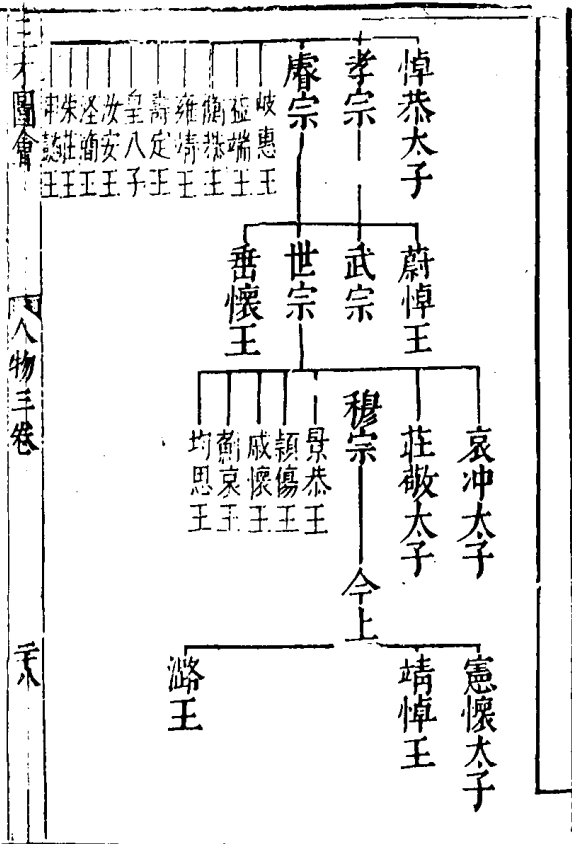 悼恭太子
孝宗
睿宗
岐惠王
益端王
衡恭王
雍靖王
壽定王
皇八子
汝安王
涇簡王
朱莊王
申懿王
蔚悼王
武宗
世宗
岳懷王
哀冲太子
莊敬太子
穆宗
景恭王
潁傷王
戚懷王
薊哀王
均思王
今上
憲懷太子
靖悼王
潞王
三才圖會
人物三卷